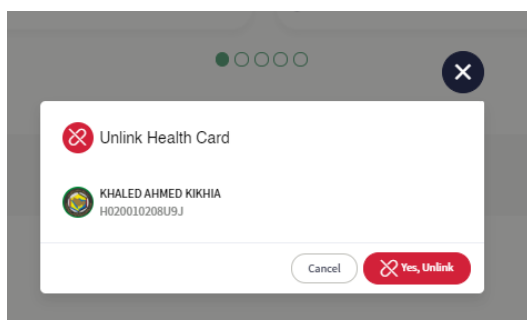 Unlink Health Card
KHALED AHMED KIKHIA
H020010208U9J
Cancel
Yes, Unlink